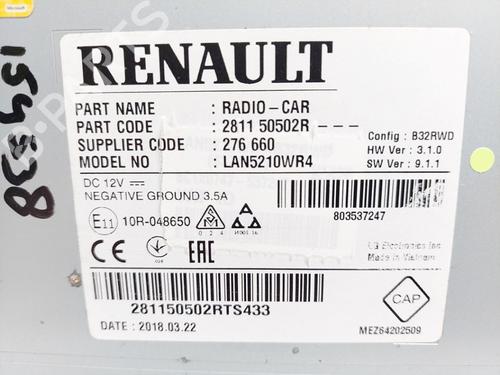 Microsoft
154538
RENAULT
PART NAME : RADIO-CAR
PART CODE : 2811 50502R - - -
SUPPLIER CODE : 276 660
MODEL NO : LAN5210WR4
Config : B32RWD
HW Ver : 3.1.0
SW Ver : 9.1.1
DC 12V
NEGATIVE GROUND 3.5A
803537247
E11 10R-048650
LG Electronics Inc.
Made in Vietnam
CE
EAC
281150502RTS433
DATE : 2018.03.22
CAP
MEZ64202509